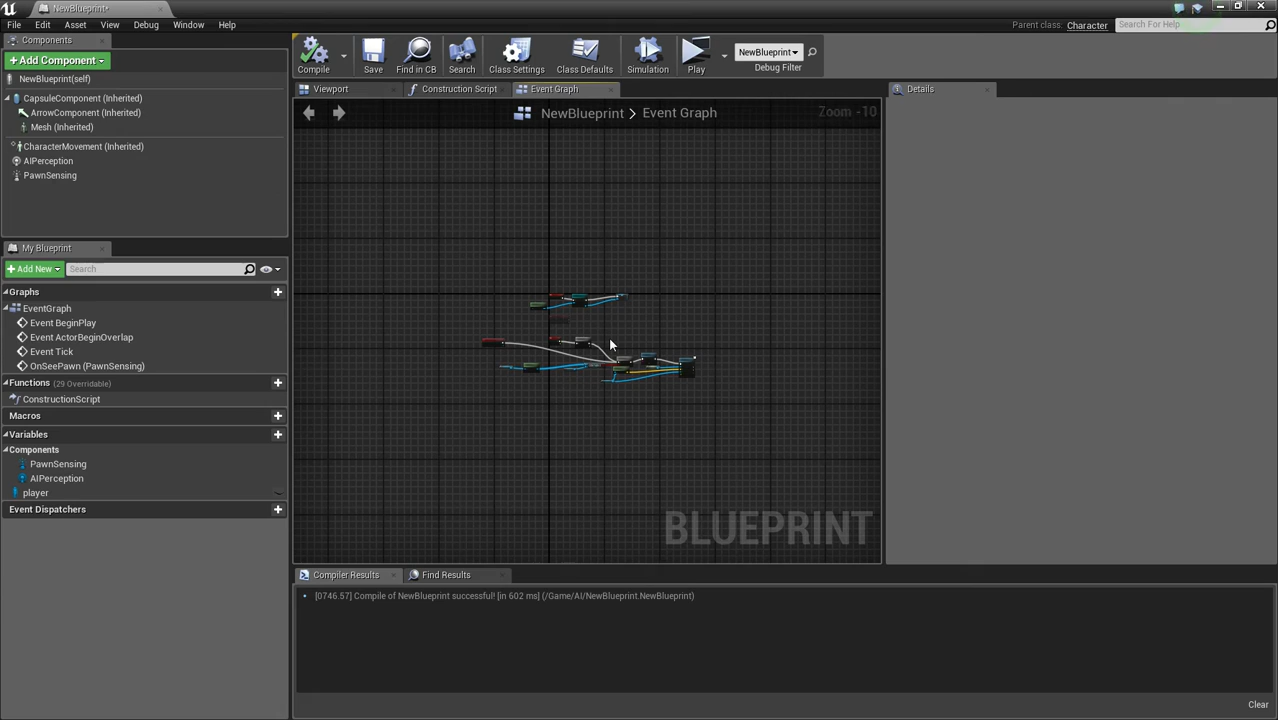 NewBlueprint*
File Edit Asset View Debug Window Help
Parent class: Character
Search For Help
Components
+ Add Component
NewBlueprint(self)
CapsuleComponent (Inherited)
ArrowComponent (Inherited)
Mesh (Inherited)
CharacterMovement (Inherited)
AIPerception
PawnSensing
My Blueprint
+ Add New
Search
Graphs
EventGraph
Event BeginPlay
Event ActorBeginOverlap
Event Tick
OnSeePawn (PawnSensing)
Functions (29 Overridable)
ConstructionScript
Macros
Variables
Components
PawnSensing
AIPerception
player
Event Dispatchers
Compile Save Find in CB Search Class Settings Class Defaults Simulation Play
NewBlueprint
Debug Filter
Viewport Construction Script Event Graph
NewBlueprint > Event Graph
Zoom -10
BLUEPRINT
Details
Compiler Results Find Results
[0746.57] Compile of NewBlueprint successful! [in 602 ms] (/Game/AI/NewBlueprint.NewBlueprint)
Clear